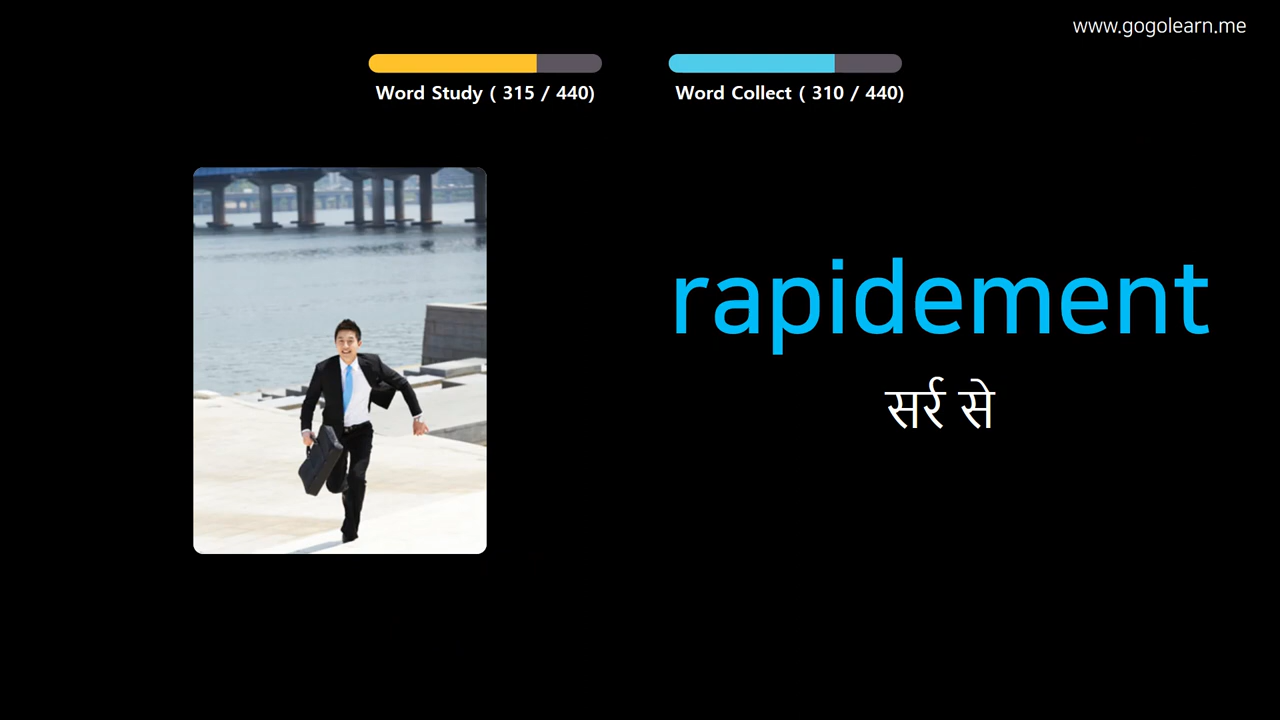 www.gogolearn.me
Word Study ( 315 / 440)
Word Collect ( 310 / 440)
rapidement
सर्र से